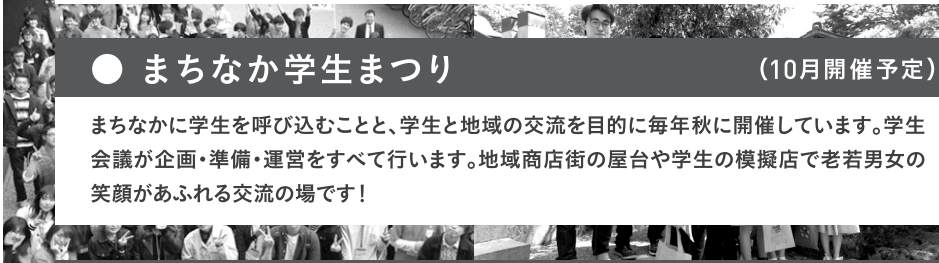 ● まちなか学生まつり (10月開催予定)
まちなかに学生を呼び込むことと、学生と地域の交流を目的に毎年秋に開催しています。学生
会議が企画・準備・運営をすべて行います。地域商店街の屋台や学生の模擬店で老若男女の
笑顔があふれる交流の場です！